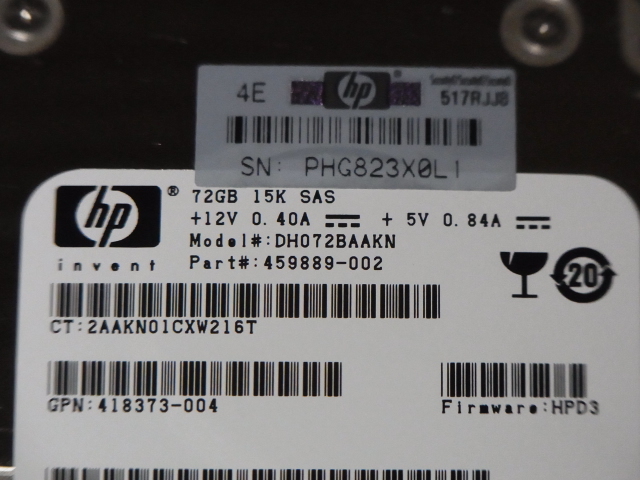 4E hp ® 517RJJ8
SN: PHG823X0L1
hp ® 72GB 15K SAS
+12V 0.40A + 5V 0.84A
Model#:DH072BAAKN
invent Part#:459889-002
20
CT:2AAKN01CXW216T
GPN:418373-004 Firmware:HPD3